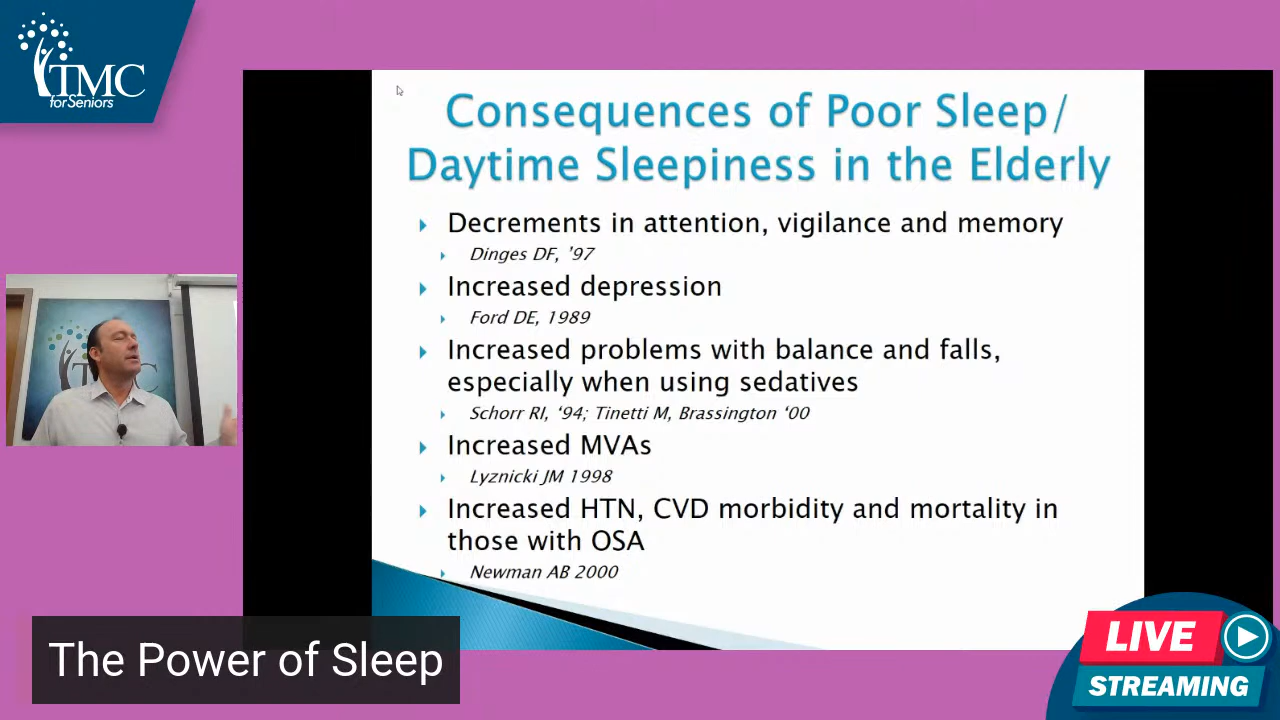 TMC
for Seniors
Consequences of Poor Sleep/
Daytime Sleepiness in the Elderly
Decrements in attention, vigilance and memory
Dinges DF, ’97
Increased depression
Ford DE, 1989
Increased problems with balance and falls,
especially when using sedatives
Schorr RI, ‘94; Tinetti M, Brassington ‘00
Increased MVAs
Lyznicki JM 1998
Increased HTN, CVD morbidity and mortality in
those with OSA
Newman AB 2000
TMC
The Power of Sleep
LIVE
STREAMING